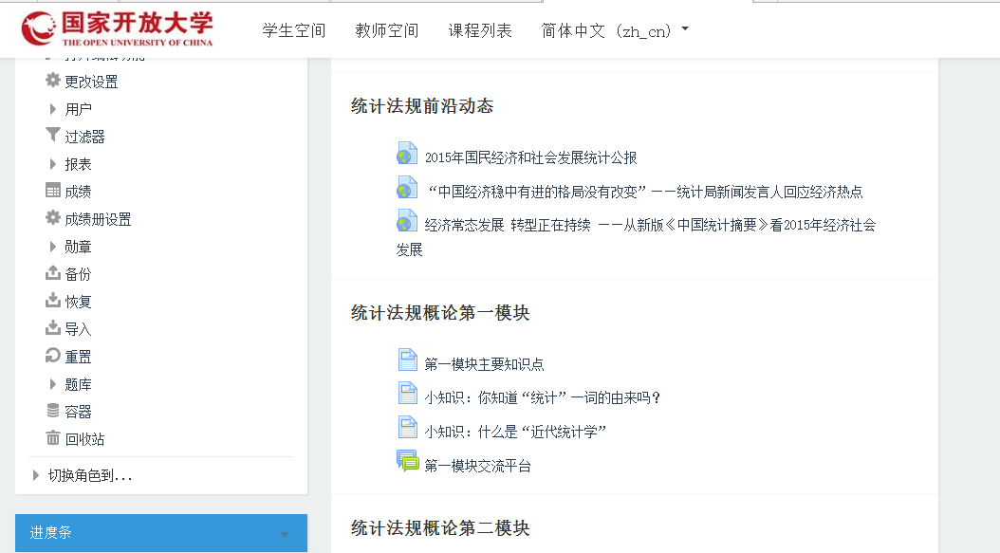 国家开放大学
THE OPEN UNIVERSITY OF CHINA
学生空间 教师空间 课程列表 简体中文 (zh_cn)
更改设置
用户
过滤器
报表
成绩
成绩册设置
勋章
备份
恢复
导入
重置
题库
容器
回收站
切换角色到...
进度条
统计法规前沿动态
2015年国民经济和社会发展统计公报
“中国经济稳中有进的格局没有改变”——统计局新闻发言人回应经济热点
经济常态发展 转型正在持续 ——从新版《中国统计摘要》看2015年经济社会
发展
统计法规概论第一模块
第一模块主要知识点
小知识：你知道“统计”一词的由来吗？
小知识：什么是“近代统计学”
第一模块交流平台
统计法规概论第二模块